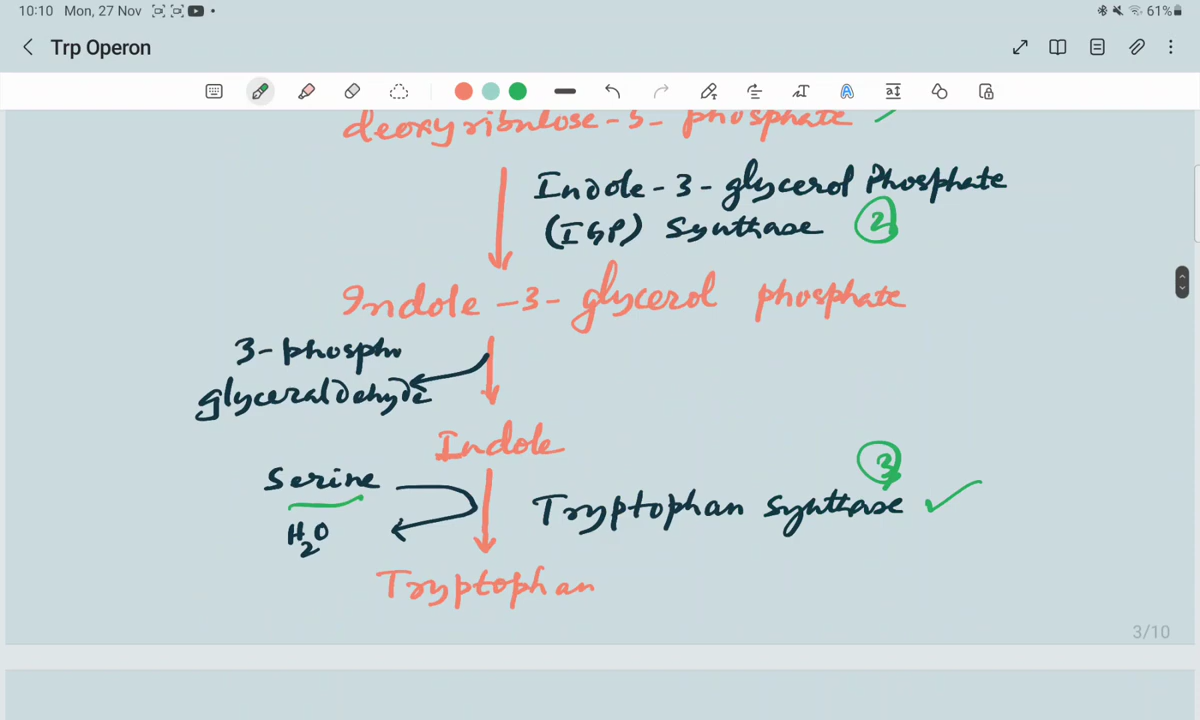 10:10 Mon, 27 Nov
61%
Trp Operon
deoxyribulose-5-phosphate
Indole-3-glycerol Phosphate
(IGP) Synthase 2
Indole-3-glycerol phosphate
3-phospho
glyceraldehyde
Indole
3
Serine
Tryptophan Synthase
H2O
Tryptophan
3/10